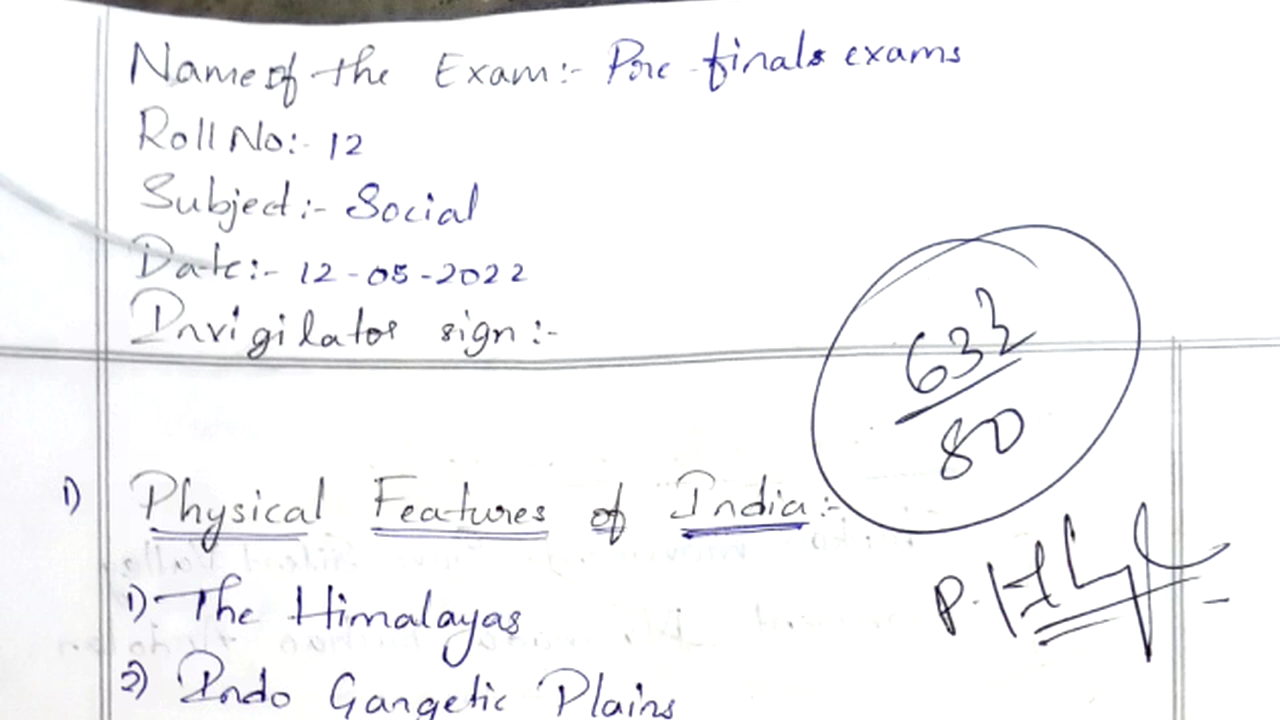 Name of the Exam:- Pre-finals exams
Roll No:- 12
Subject:- Social
Date:- 12-05-2022
Invigilator sign:-
63½
80
1) Physical Features of India:-
1) The Himalayas
2) Indo Gangetic Plains